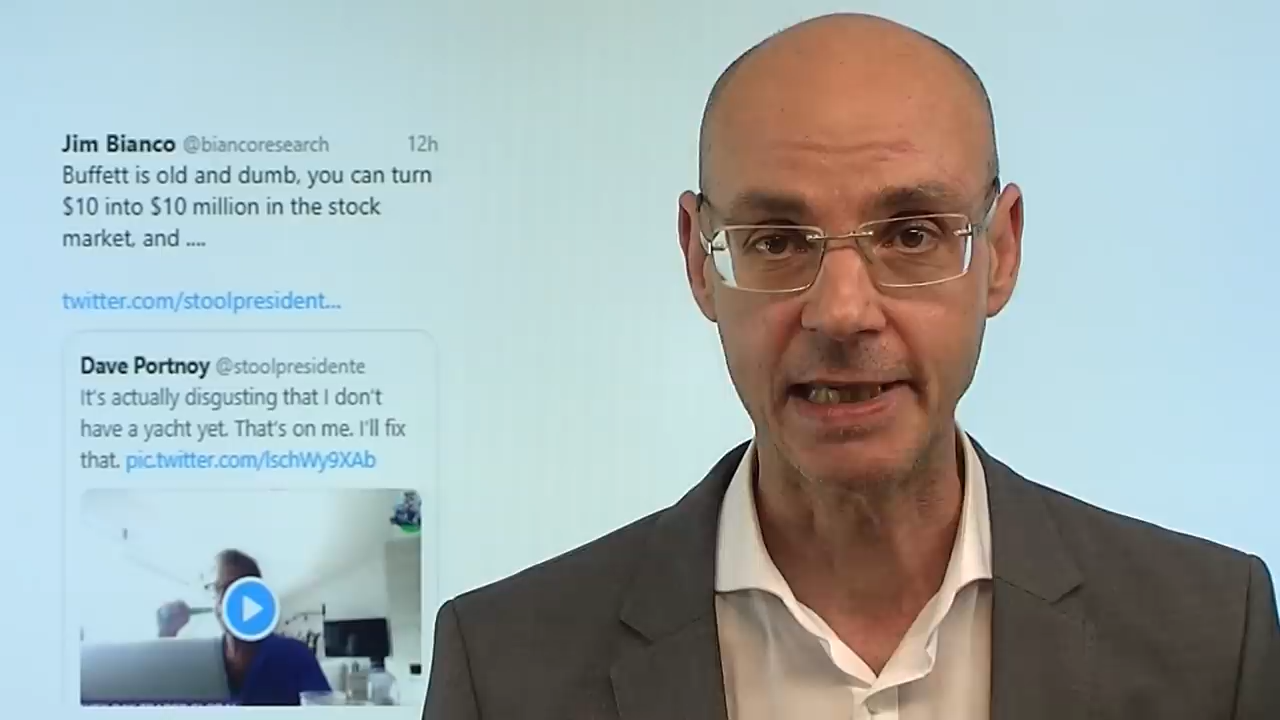 Jim Bianco @biancoresearch 12h
Buffett is old and dumb, you can turn
$10 into $10 million in the stock
market, and ....
twitter.com/stoolpresident...
Dave Portnoy @stoolpresidente
It's actually disgusting that I don't
have a yacht yet. That's on me. I'll fix
that. pic.twitter.com/lschWy9XAb